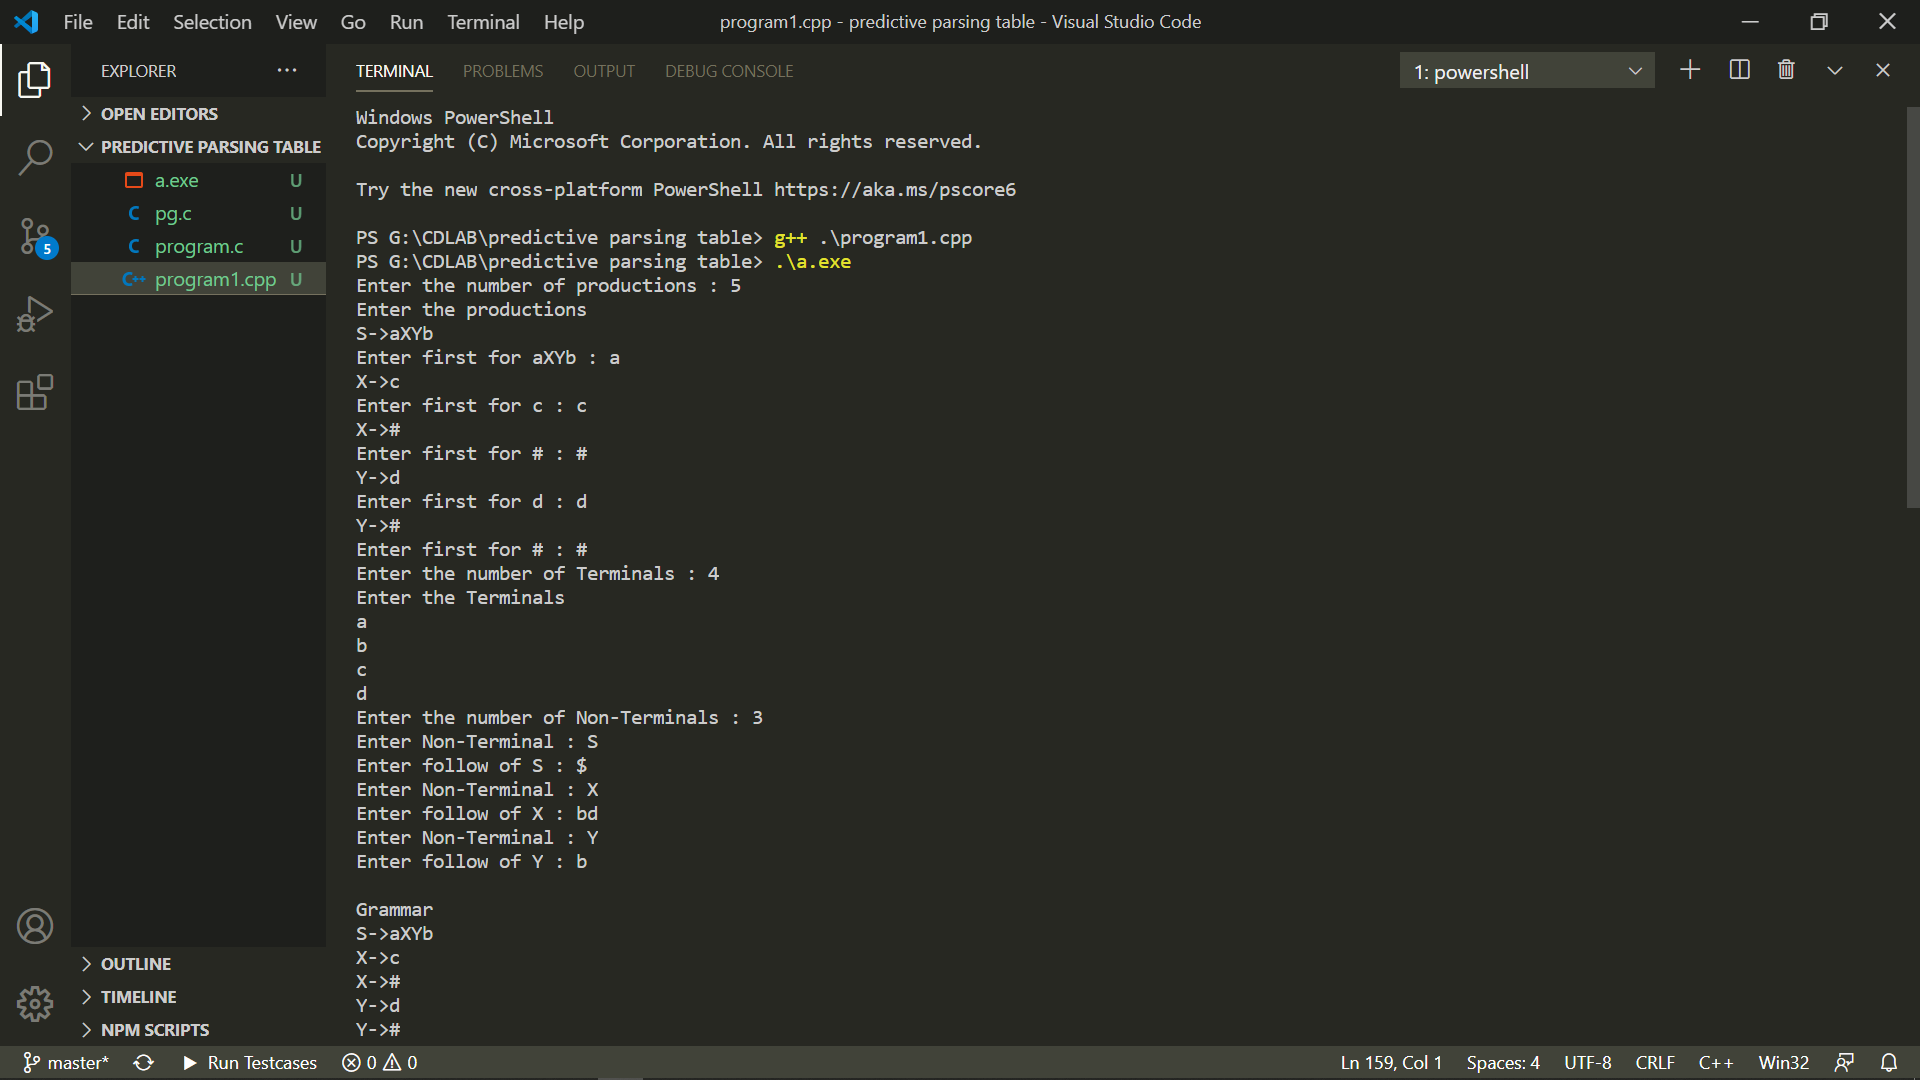 File Edit Selection View Go Run Terminal Help program1.cpp - predictive parsing table - Visual Studio Code
EXPLORER
OPEN EDITORS
PREDICTIVE PARSING TABLE
a.exe U
C pg.c U
C program.c U
C++ program1.cpp U
5
OUTLINE
TIMELINE
NPM SCRIPTS
TERMINAL PROBLEMS OUTPUT DEBUG CONSOLE 1: powershell
Windows PowerShell
Copyright (C) Microsoft Corporation. All rights reserved.
Try the new cross-platform PowerShell https://aka.ms/pscore6
PS G:\CDLAB\predictive parsing table> g++ .\program1.cpp
PS G:\CDLAB\predictive parsing table> .\a.exe
Enter the number of productions : 5
Enter the productions
S->aXYb
Enter first for aXYb : a
X->c
Enter first for c : c
X->#
Enter first for # : #
Y->d
Enter first for d : d
Y->#
Enter first for # : #
Enter the number of Terminals : 4
Enter the Terminals
a
b
c
d
Enter the number of Non-Terminals : 3
Enter Non-Terminal : S
Enter follow of S : $
Enter Non-Terminal : X
Enter follow of X : bd
Enter Non-Terminal : Y
Enter follow of Y : b
Grammar
S->aXYb
X->c
X->#
Y->d
Y->#
master* Run Testcases 0 0 Ln 159, Col 1 Spaces: 4 UTF-8 CRLF C++ Win32